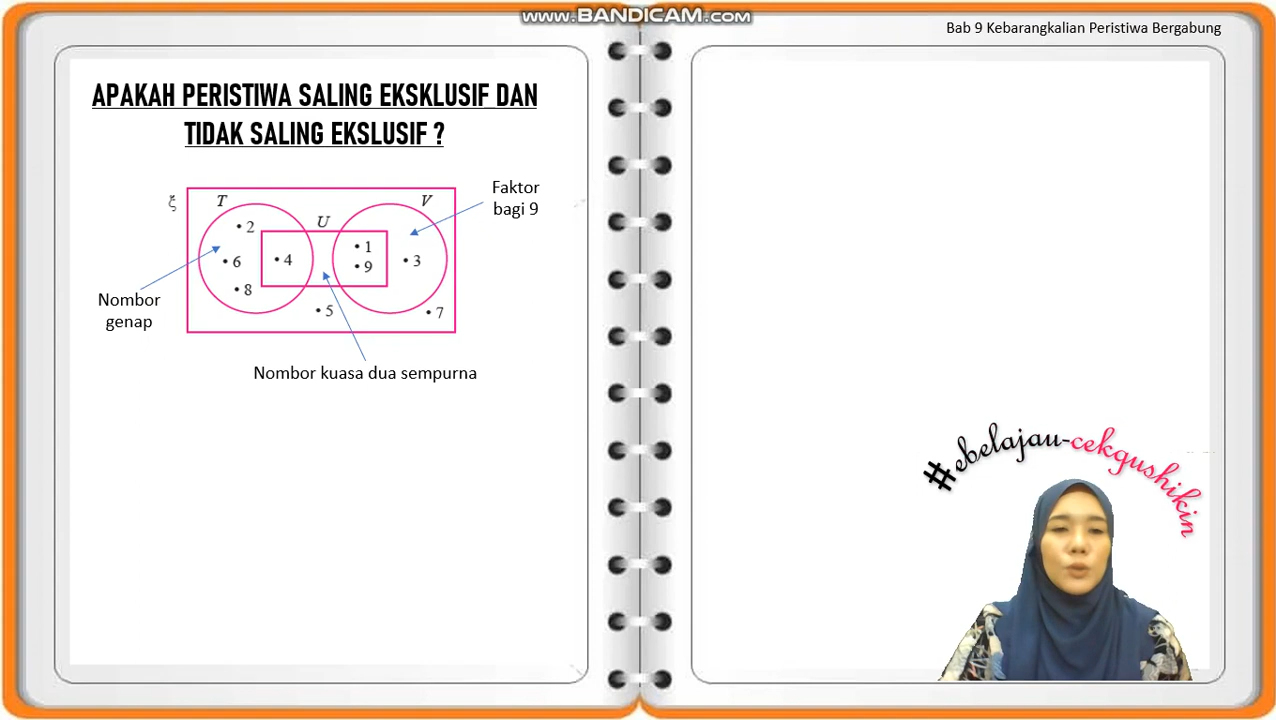 www.BANDICAM.com
Bab 9 Kebarangkalian Peristiwa Bergabung
APAKAH PERISTIWA SALING EKSKLUSIF DAN
TIDAK SALING EKSLUSIF ?
Faktor
bagi 9
ξ
T
U
V
• 2
• 6
• 8
• 4
• 1
• 9
• 3
• 5
• 7
Nombor
genap
Nombor kuasa dua sempurna
#ebelajau-cekgushikin